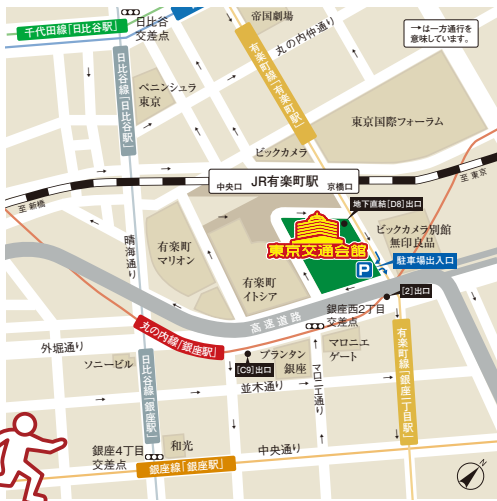 日比谷
交差点
帝国劇場
千代田線「日比谷駅」
丸の内仲通り
→は一方通行を
意味しています。
日比谷線「日比谷駅」
有楽町線「有楽町駅」
ペニンシュラ
東京
東京国際フォーラム
ビックカメラ
至 東京
中央口
JR有楽町駅
京橋口
至 新橋
地下直結[D8]出口
晴海通り
有楽町
マリオン
東京交通会館
ビックカメラ別館
無印良品
P
駐車場出入口
有楽町
イトシア
[2]出口
高速道路
銀座西2丁目
交差点
丸の内線「銀座駅」
外堀通り
ソニービル
プランタン
銀座
マロニエ
ゲート
[C9]出口
並木通り
マロニエ通り
有楽町線「銀座一丁目駅」
日比谷線「銀座駅」
銀座4丁目
交差点
和光
中央通り
銀座線「銀座駅」
N